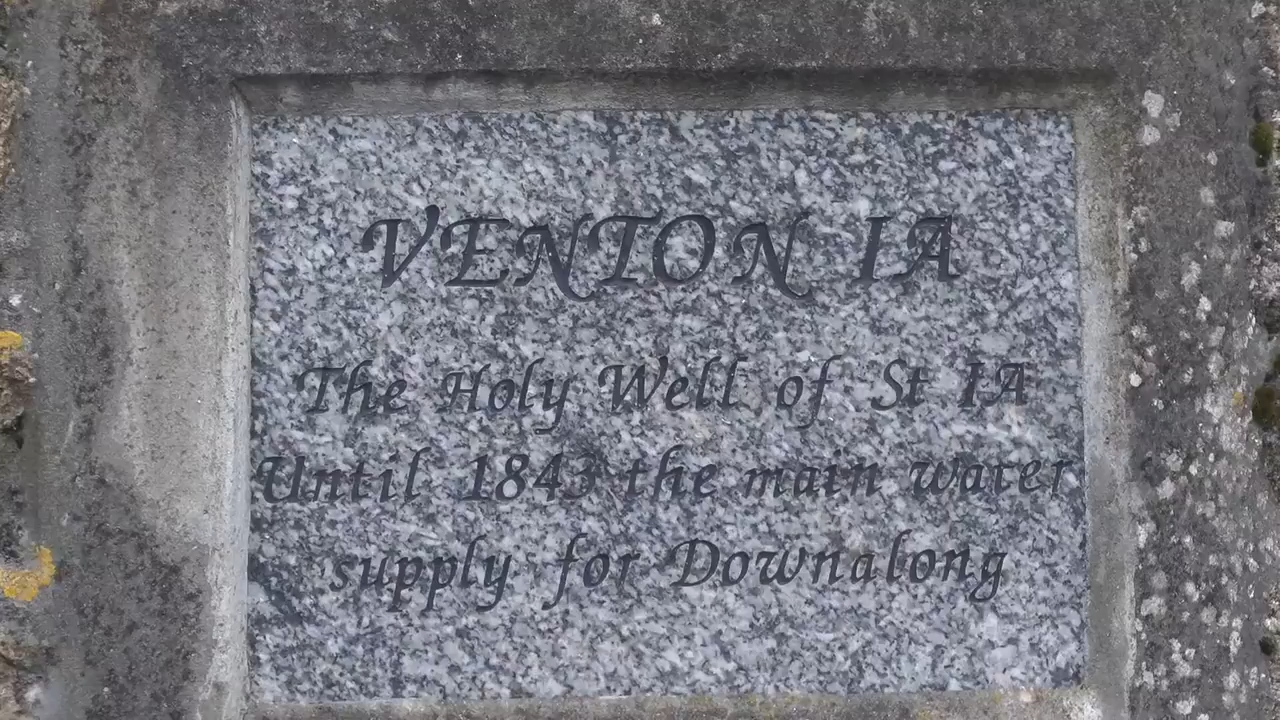 VENTON IA
The Holy Well of St IA
Until 1843 the main water
supply for Downalong